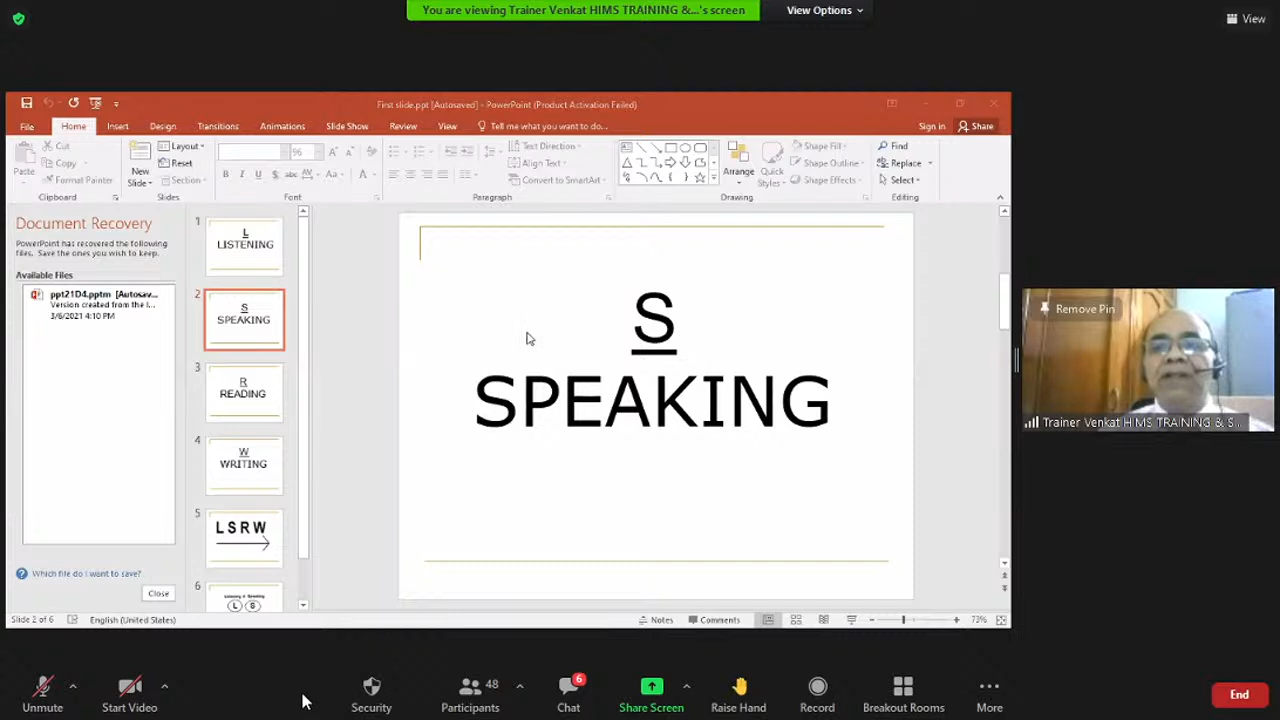 You are viewing Trainer Venkat HIMS TRAINING &...'s screen
View Options
View
First slide.ppt [Autosaved] - PowerPoint (Product Activation Failed)
File Home Insert Design Transitions Animations Slide Show Review View Tell me what you want to do... Sign in Share
Paste
Cut
Copy
Format Painter
Clipboard
New Slide
Layout
Reset
Section
Slides
96
Font
Text Direction
Align Text
Convert to SmartArt
Paragraph
Arrange
Quick Styles
Shape Fill
Shape Outline
Shape Effects
Drawing
Find
Replace
Select
Editing
Document Recovery
PowerPoint has recovered the following
files. Save the ones you wish to keep.
Available Files
ppt21D4.pptm [Autosav...
Version created from the l...
3/6/2021 4:10 PM
Which file do I want to save?
Close
1
L
LISTENING
2
S
SPEAKING
3
R
READING
4
W
WRITING
5
L S R W
6
Listening & Speaking
L S
S
SPEAKING
Remove Pin
Trainer Venkat HIMS TRAINING & S...
Slide 2 of 6 English (United States) Notes Comments 73%
Unmute
Start Video
Security
Participants 48
Chat 6
Share Screen
Raise Hand
Record
Breakout Rooms
More
End